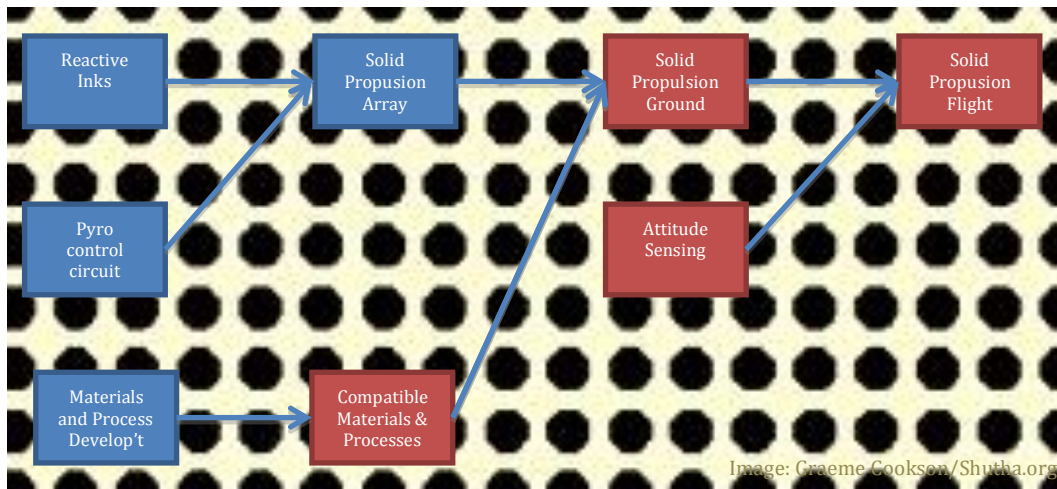 Reactive
Inks
Solid
Propusion
Array
Solid
Propulsion
Ground
Solid
Propusion
Flight
Pyro
control
circuit
Attitude
Sensing
Materials
and Process
Develop’t
Compatible
Materials &
Processes
Image: Graeme Cookson/Shutha.org